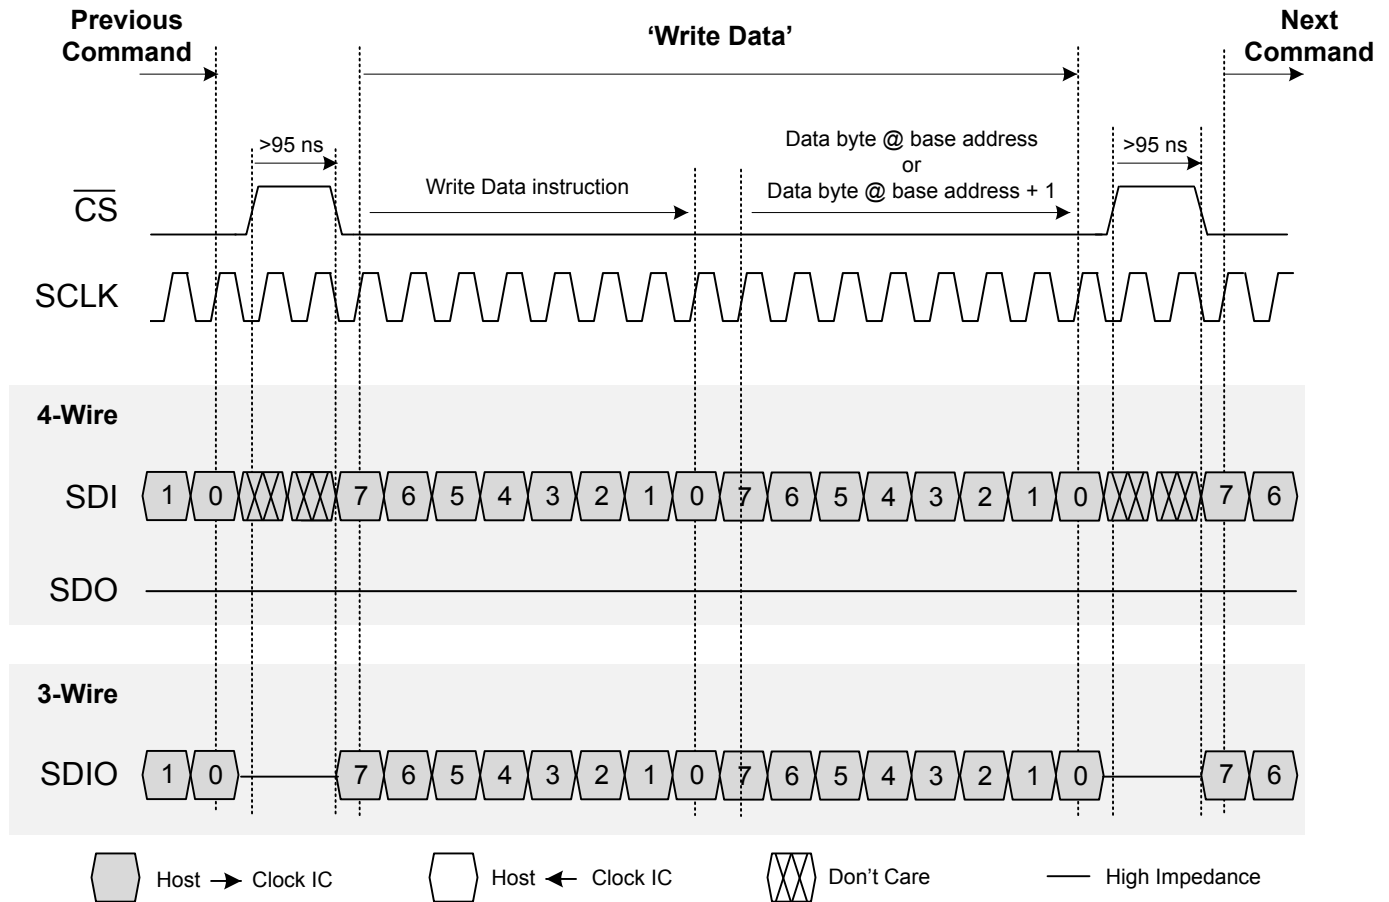 Previous
Command
‘Write Data’
Next
Command
>95 ns
Write Data instruction
Data byte @ base address
or
Data byte @ base address + 1
>95 ns
CS
SCLK
4-Wire
SDI 1 0 7 6 5 4 3 2 1 0 7 6 5 4 3 2 1 0 7 6
SDO
3-Wire
SDIO 1 0 7 6 5 4 3 2 1 0 7 6 5 4 3 2 1 0 7 6
Host Clock IC Host Clock IC Don’t Care High Impedance